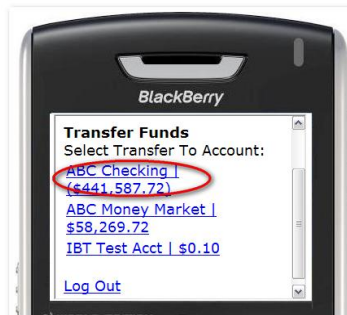 BlackBerry
Transfer Funds
Select Transfer To Account:
ABC Checking |
($441,587.72)
ABC Money Market |
$58,269.72
IBT Test Acct | $0.10
Log Out